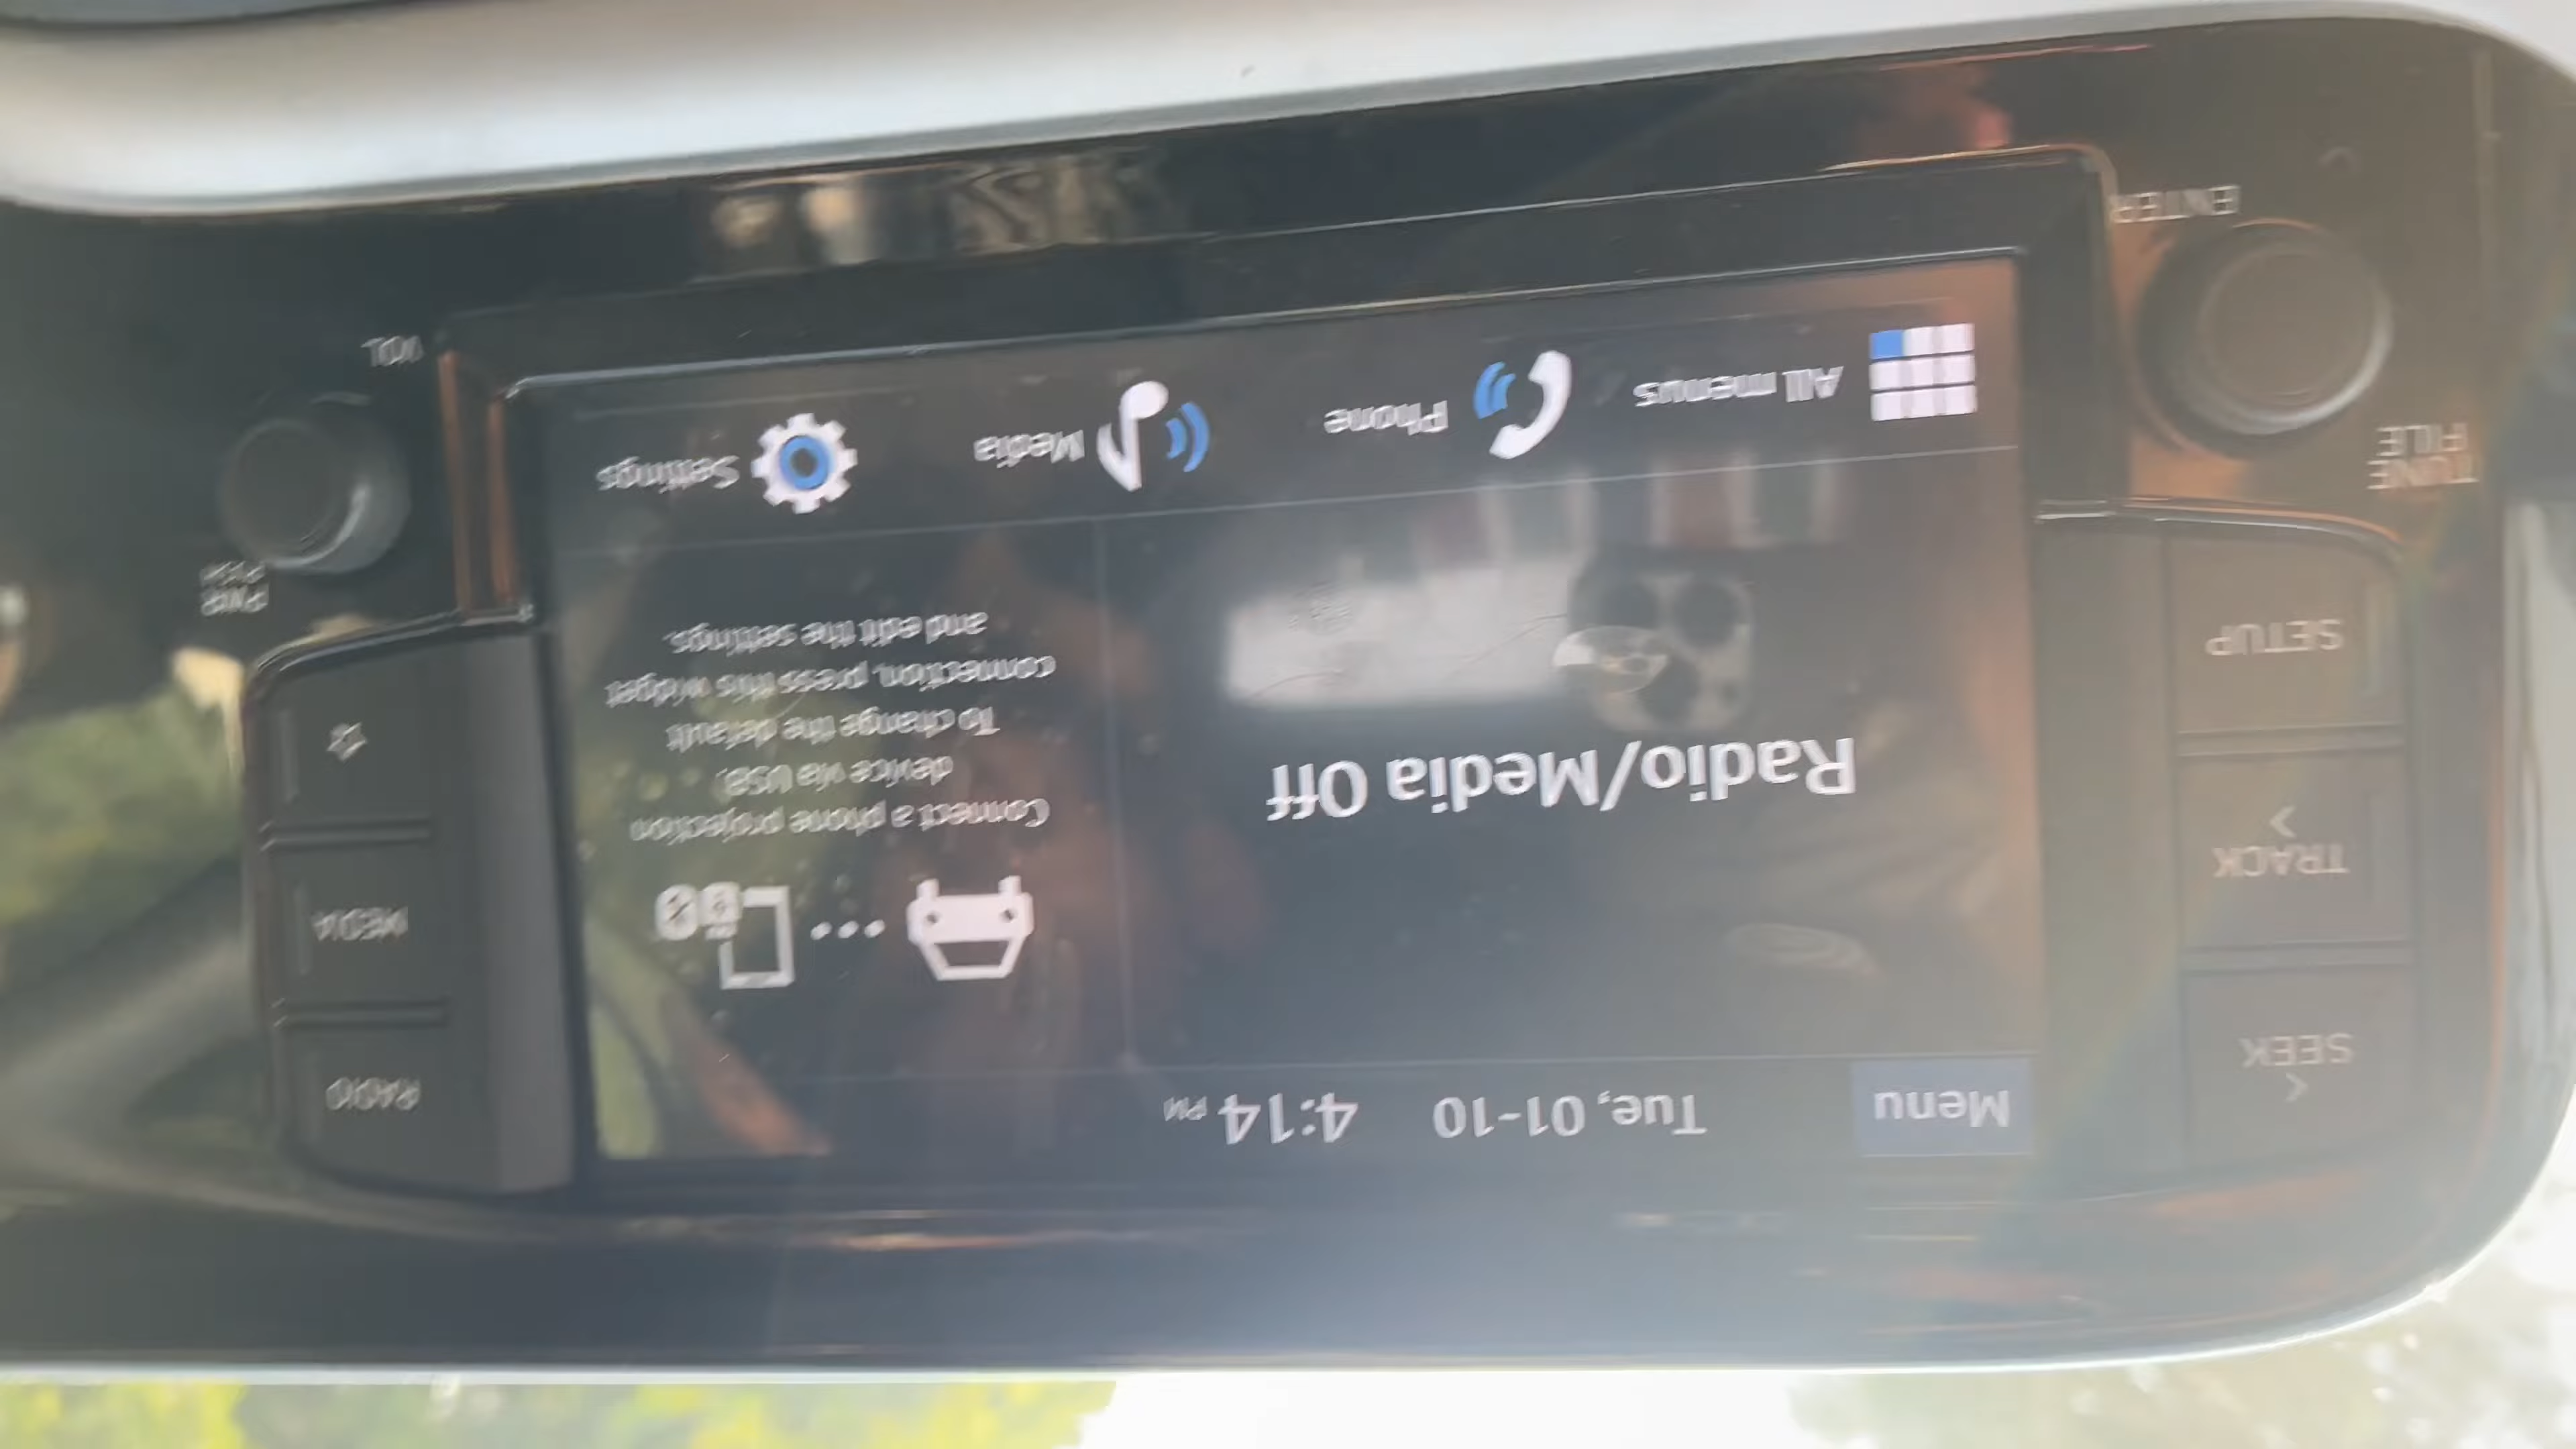 Menu
Tue, 01-10
4:14 PM
Radio/Media Off
Connect a phone projection
device via USB.
To change the default
connection, press this widget
and edit the settings.
All menus
Phone
Media
Settings
< SEEK
TRACK >
SETUP
TUNE
FILE
ENTER
RADIO
MEDIA
PWR
PUSH
VOL